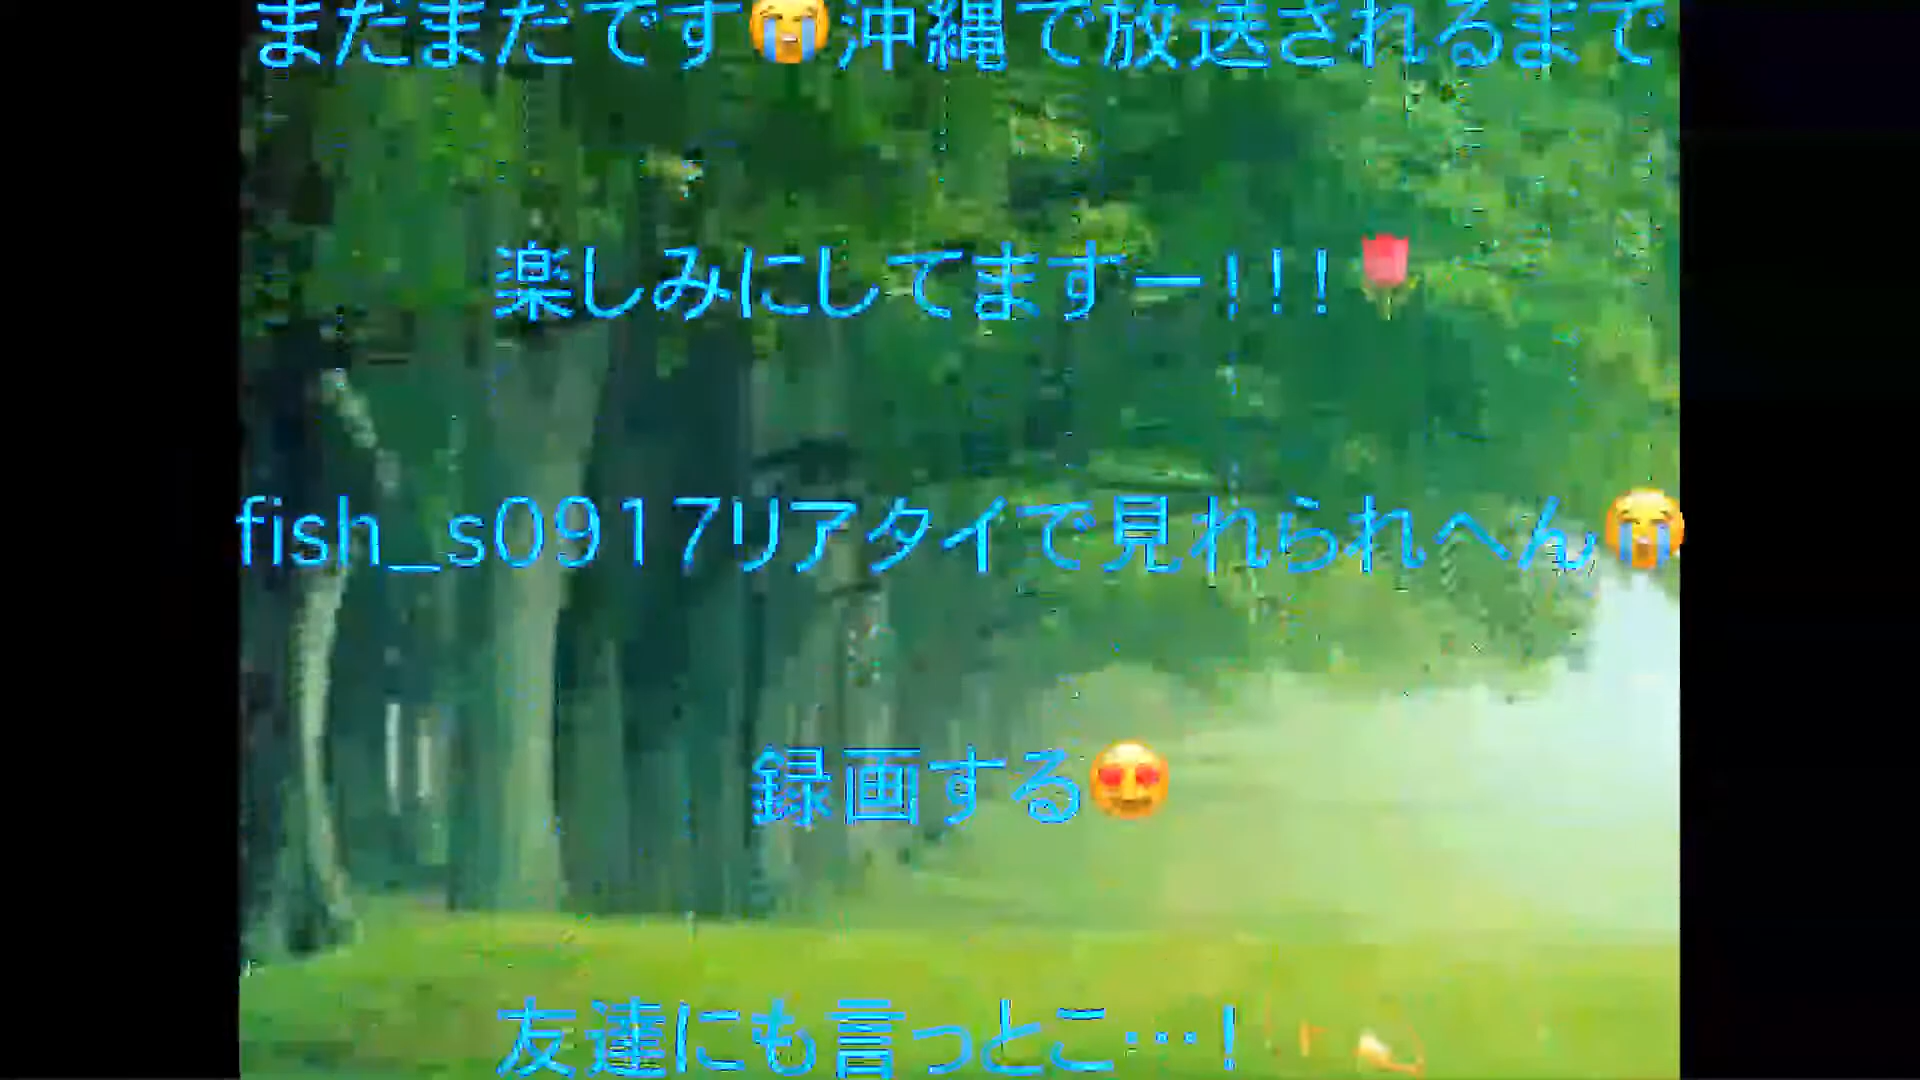 まだまだです😭沖縄で放送されるまで
楽しみにしてますー!!!🌷
fish_s0917リアタイで見れられへん😭
録画する😍
友達にも言っとこ…!